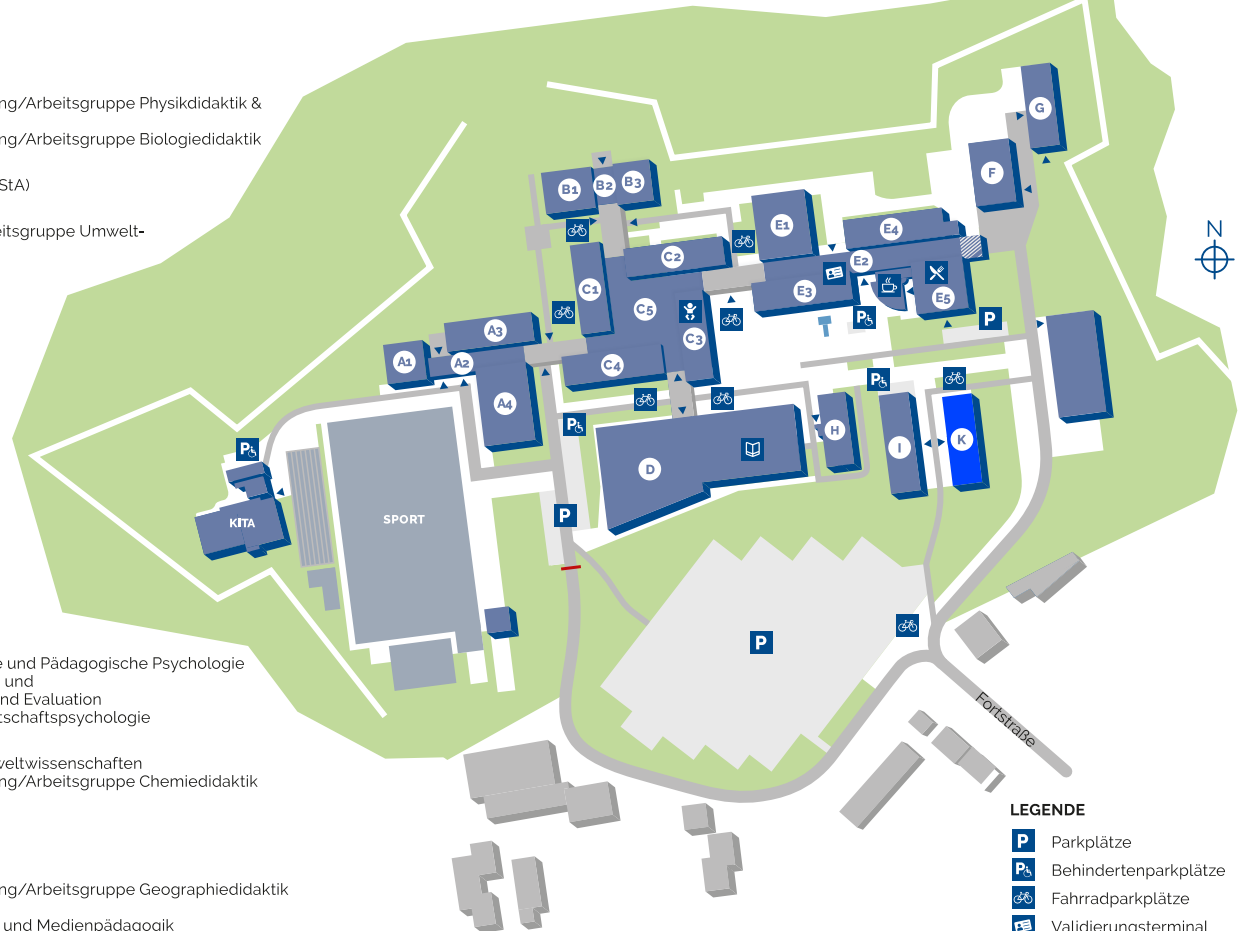 ng/Arbeitsgruppe Physikdidaktik &
ng/Arbeitsgruppe Biologiedidaktik
StA)
eitsgruppe Umwelt-
G
F
B1
B2
B3
E1
E4
N
C2
E2
C1
E3
E5
C5
C3
P
A3
A1
A2
C4
A4
H
I
K
D
P
KITA
SPORT
P
e und Pädagogische Psychologie
und
nd Evaluation
tschaftspsychologie
weltwissenschaften
ng/Arbeitsgruppe Chemiedidaktik
Fortstraße
ng/Arbeitsgruppe Geographiedidaktik
und Medienpädagogik
LEGENDE
P Parkplätze
P Behindertenparkplätze
Fahrradparkplätze
Validierungsterminal